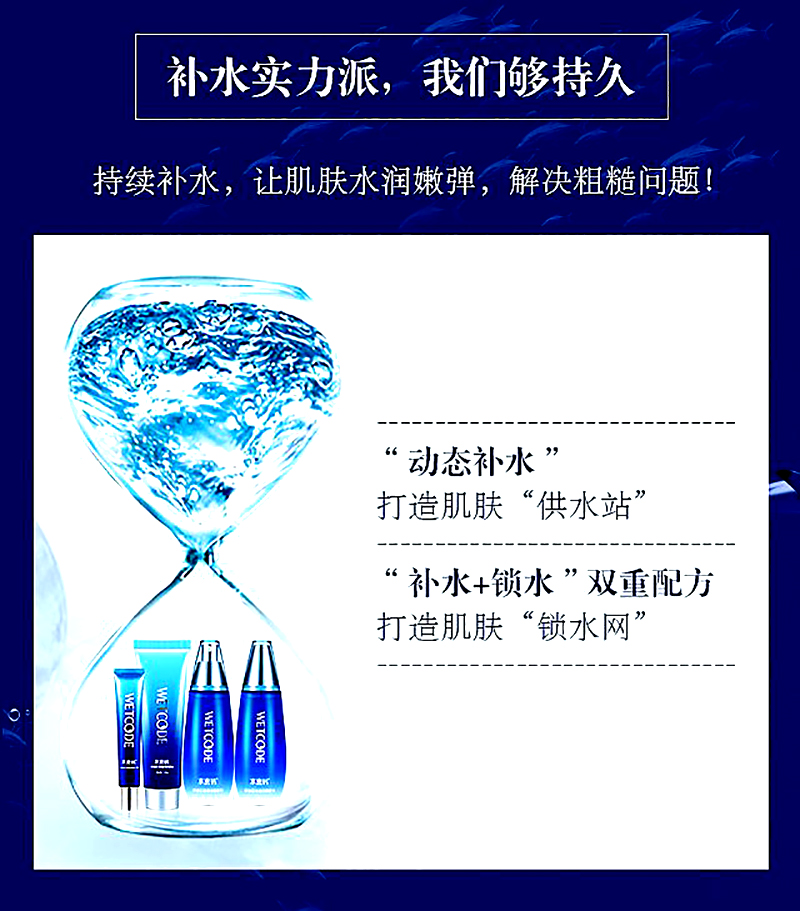 补水实力派，我们够持久
持续补水，让肌肤水润嫩弹，解决粗糙问题！
“动态补水”
打造肌肤“供水站”
“补水+锁水”双重配方
打造肌肤“锁水网”
WETCODE
WETCODE
WETCODE
WETCODE